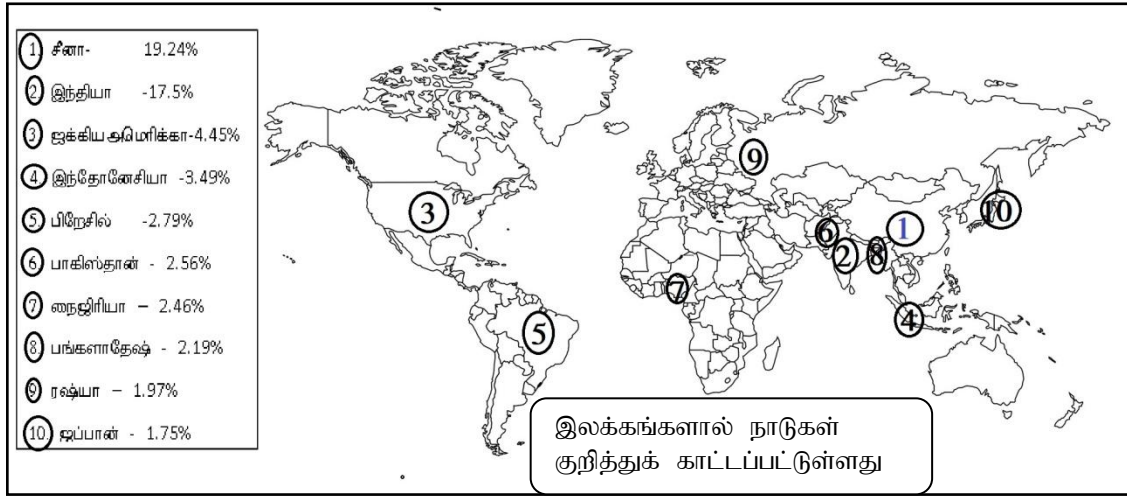 1. சீனா- 19.24%
2. இந்தியா -17.5%
3. ஐக்கிய அமெரிக்கா-4.45%
4. இந்தோனேசியா -3.49%
5. பிறேசில் -2.79%
6. பாகிஸ்தான் - 2.56%
7. நைஜிரியா – 2.46%
8. பங்களாதேஷ் - 2.19%
9. ரஷ்யா – 1.97%
10. ஜப்பான் - 1.75%
9
3
10
1
6
2
8
7
4
5
இலக்கங்களால் நாடுகள்
குறித்துக் காட்டப்பட்டுள்ளது